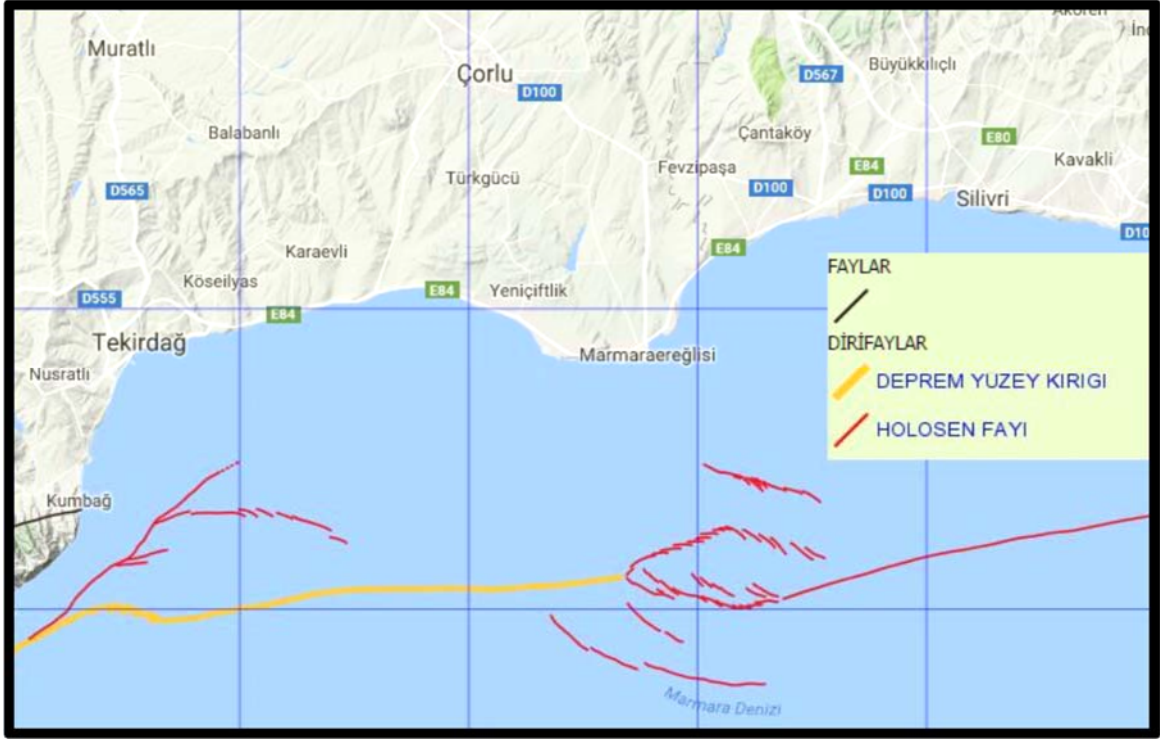 Akören
Muratlı
Büyükkılıçlı
Çorlu
D567
D100
Balabanlı
Çantaköy
E80
Fevzipaşa
E84
Kavakli
Türkgücü
D565
D100
D100
Silivri
D10
Karaevli
E84
Köseilyas
E84
Yeniçiftlik
D555
E84
Tekirdağ
Marmaraereğlisi
Nusratlı
Kumbağ
FAYLAR
DİRİFAYLAR
DEPREM YUZEY KIRIGI
HOLOSEN FAYI
Marmara Denizi